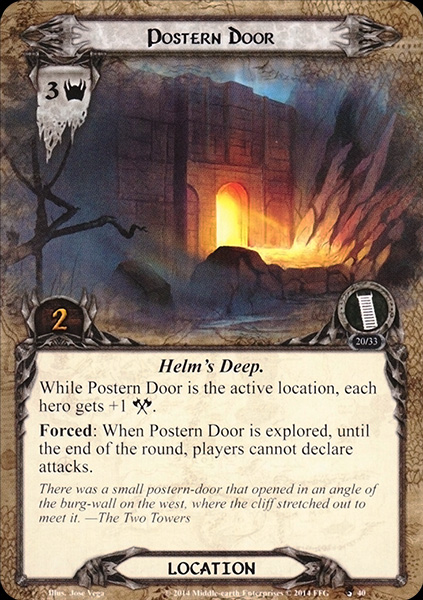 Postern Door
3
2
20/33
Helm's Deep.
While Postern Door is the active location, each
hero gets +1 .
Forced: When Postern Door is explored, until
the end of the round, players cannot declare
attacks.
There was a small postern-door that opened in an angle of
the burg-wall on the west, where the cliff stretched out to
meet it. —The Two Towers
LOCATION
Illus. Jose Vega
© 2014 Middle-earth Enterprises © 2014 FFG
40